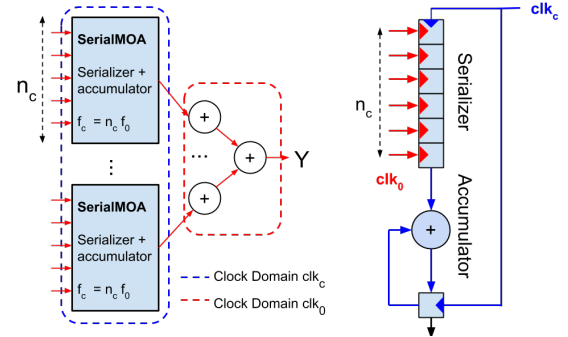 SerialMOA
Serializer +
accumulator
f_c = n_c f_0
n_c
...
SerialMOA
Serializer +
accumulator
f_c = n_c f_0
+
...
+
+
Y
Clock Domain clk_c
Clock Domain clk_0
clk_c
n_c
Serializer
clk_0
Accumulator
+